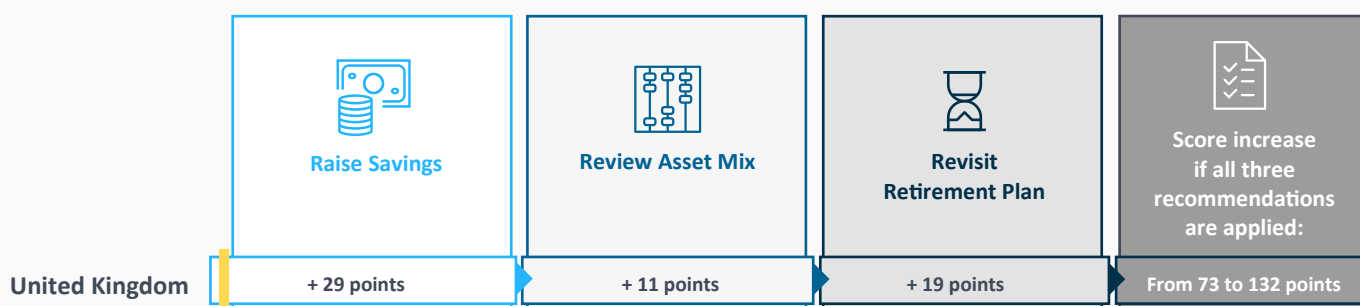 Raise Savings
Review Asset Mix
Revisit
Retirement Plan
Score increase
if all three
recommendations
are applied:
United Kingdom
+ 29 points
+ 11 points
+ 19 points
From 73 to 132 points